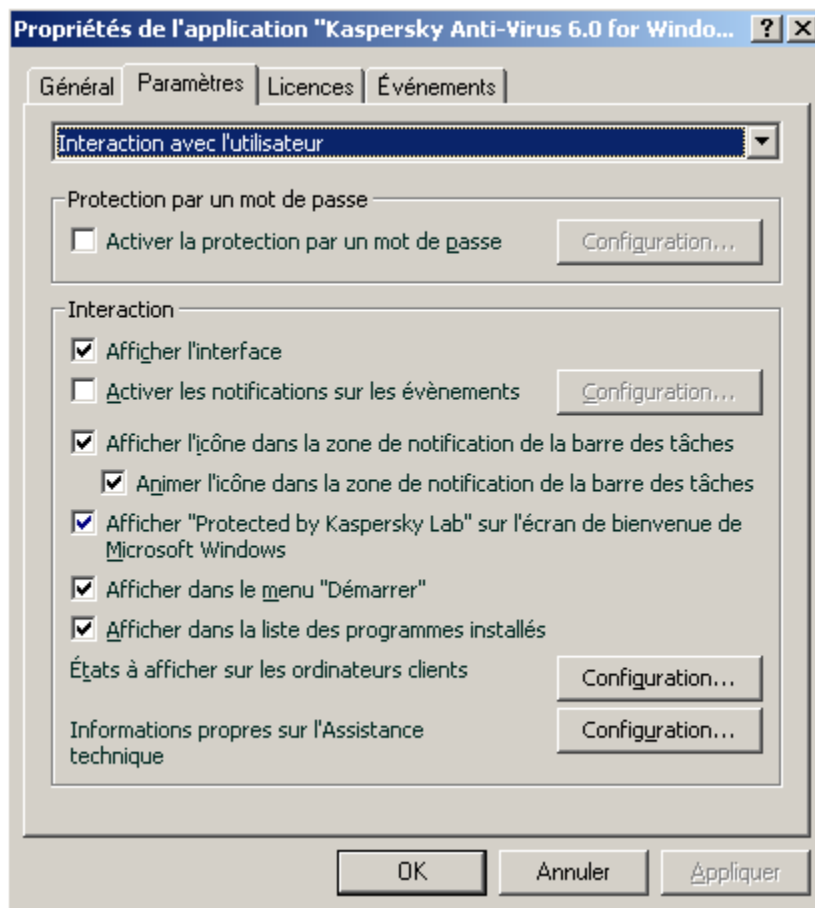 Propriétés de l'application "Kaspersky Anti-Virus 6.0 for Windo...
Général Paramètres Licences Événements
Interaction avec l'utilisateur
Protection par un mot de passe
Activer la protection par un mot de passe Configuration...
Interaction
Afficher l'interface
Activer les notifications sur les évènements Configuration...
Afficher l'icône dans la zone de notification de la barre des tâches
Animer l'icône dans la zone de notification de la barre des tâches
Afficher "Protected by Kaspersky Lab" sur l'écran de bienvenue de
Microsoft Windows
Afficher dans le menu "Démarrer"
Afficher dans la liste des programmes installés
États à afficher sur les ordinateurs clients Configuration...
Informations propres sur l'Assistance Configuration...
technique
OK Annuler Appliquer